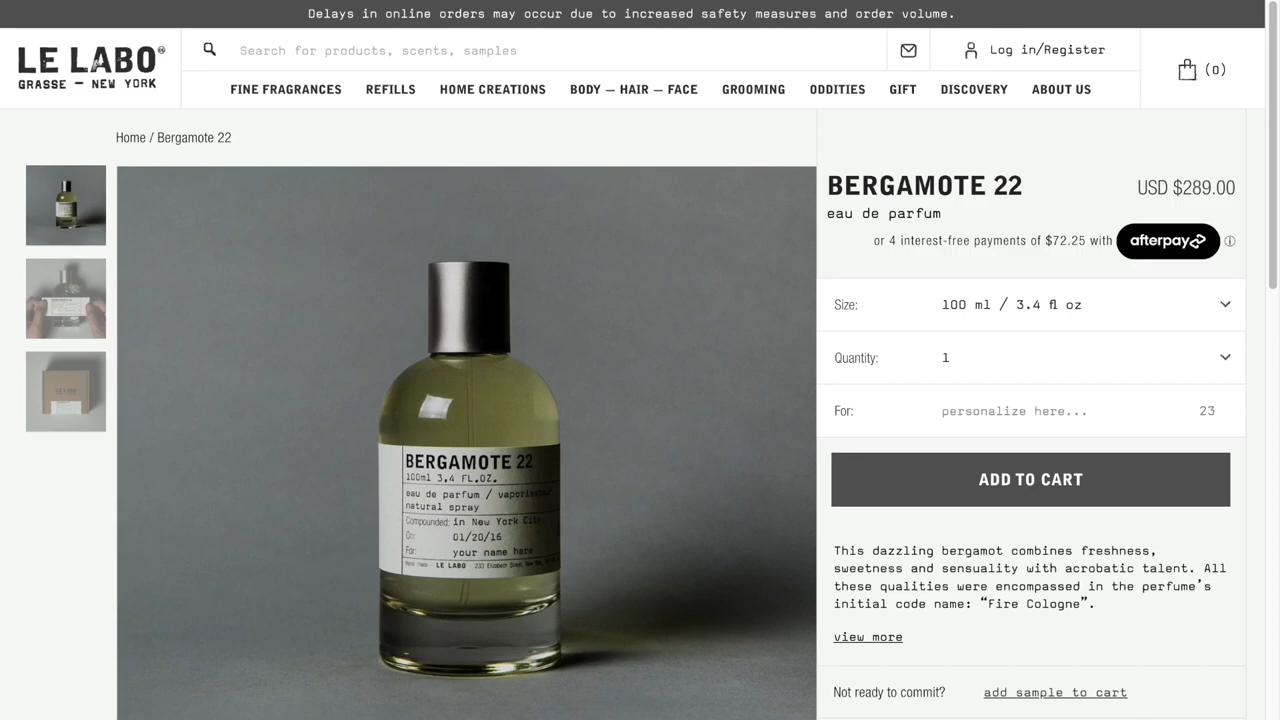 Delays in online orders may occur due to increased safety measures and order volume.
LE LABO®
GRASSE — NEW YORK
Search for products, scents, samples
Log in/Register
(0)
FINE FRAGRANCES REFILLS HOME CREATIONS BODY — HAIR — FACE GROOMING ODDITIES GIFT DISCOVERY ABOUT US
Home / Bergamote 22
BERGAMOTE 22
USD $289.00
eau de parfum
or 4 interest-free payments of $72.25 with afterpay
Size: 100 ml / 3.4 fl oz
Quantity: 1
For: personalize here... 23
ADD TO CART
This dazzling bergamot combines freshness,
sweetness and sensuality with acrobatic talent. All
these qualities were encompassed in the perfume’s
initial code name: “Fire Cologne”.
view more
Not ready to commit? add sample to cart
BERGAMOTE 22
100ml 3.4 FL.OZ.
eau de parfum / vaporisateur
natural spray
Compounded: in New York City
On: 01/20/16
For: your name here
LE LABO